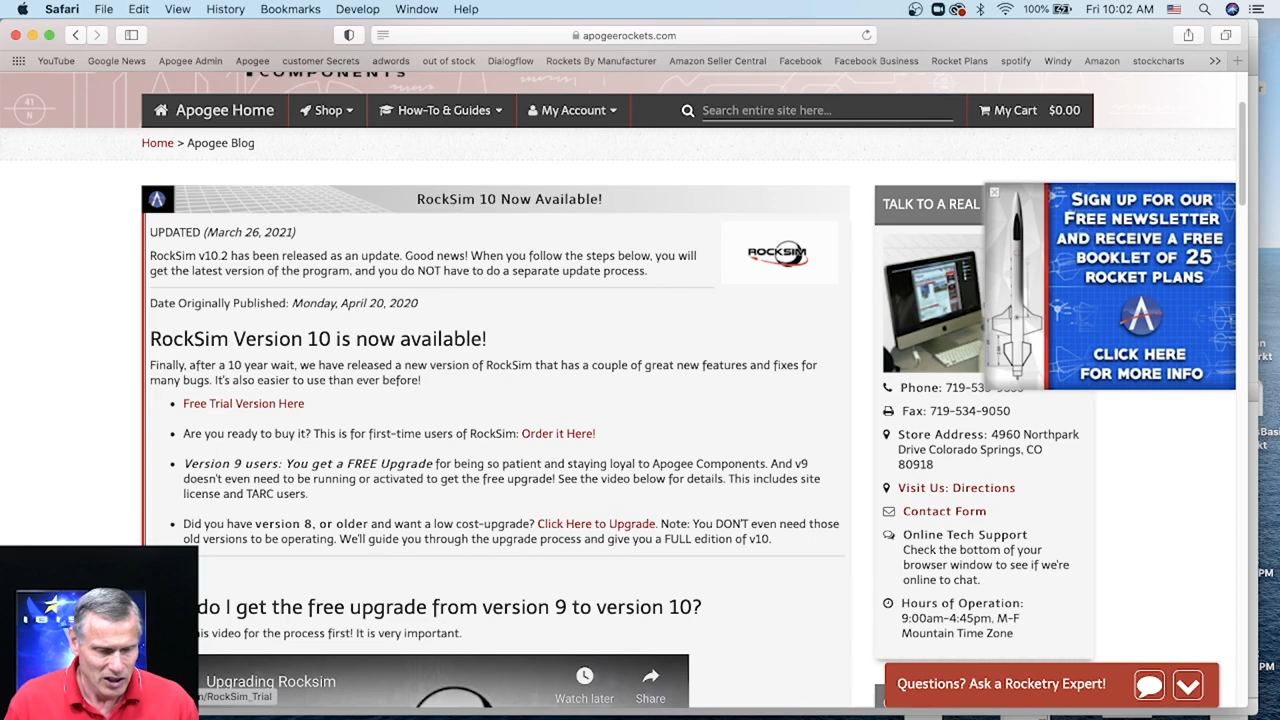 Safari File Edit View History Bookmarks Develop Window Help 100% Fri 10:02 AM
apogeerockets.com
YouTube Google News Apogee Admin Apogee customer Secrets adwords out of stock Dialogflow Rockets By Manufacturer Amazon Seller Central Facebook Facebook Business Rocket Plans spotify Windy Amazon stockcharts
COMPONENTS
41
N
Apogee Home Shop How-To & Guides My Account Search entire site here... My Cart $0.00
Home > Apogee Blog
RockSim 10 Now Available!
UPDATED (March 26, 2021)
RockSim v10.2 has been released as an update. Good news! When you follow the steps below, you will
get the latest version of the program, and you do NOT have to do a separate update process.
ROCKSIM
Date Originally Published: Monday, April 20, 2020
RockSim Version 10 is now available!
Finally, after a 10 year wait, we have released a new version of RockSim that has a couple of great new features and fixes for
many bugs. It's also easier to use than ever before!
• Free Trial Version Here
• Are you ready to buy it? This is for first-time users of RockSim: Order it Here!
• Version 9 users: You get a FREE Upgrade for being so patient and staying loyal to Apogee Components. And v9
doesn't even need to be running or activated to get the free upgrade! See the video below for details. This includes site
license and TARC users.
• Did you have version 8, or older and want a low cost-upgrade? Click Here to Upgrade. Note: You DON'T even need those
old versions to be operating. We'll guide you through the upgrade process and give you a FULL edition of v10.
do I get the free upgrade from version 9 to version 10?
his video for the process first! It is very important.
Upgrading Rocksim
Watch later
Share
n/RockSim_Trial
TALK TO A REAL
SIGN UP FOR OUR
FREE NEWSLETTER
AND RECEIVE A FREE
BOOKLET OF 25
ROCKET PLANS
CLICK HERE
FOR MORE INFO
Phone: 719-53
Fax: 719-534-9050
Store Address: 4960 Northpark
Drive Colorado Springs, CO
80918
Visit Us: Directions
Contact Form
Online Tech Support
Check the bottom of your
browser window to see if we're
online to chat.
Hours of Operation:
9:00am-4:45pm, M-F
Mountain Time Zone
Questions? Ask a Rocketry Expert!